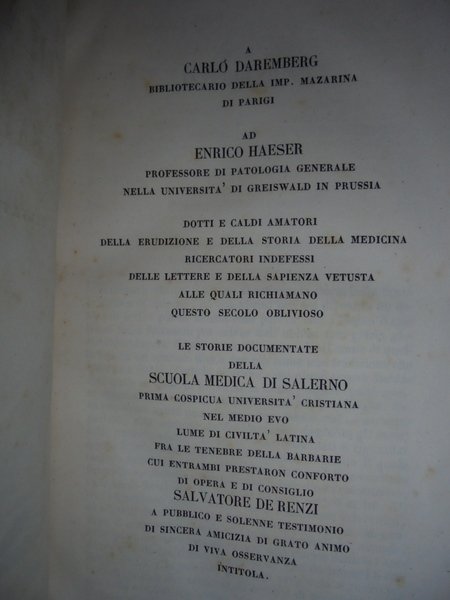 A
CARLÓ DAREMBERG
BIBLIOTECARIO DELLA IMP. MAZARINA
DI PARIGI
AD
ENRICO HAESER
PROFESSORE DI PATOLOGIA GENERALE
NELLA UNIVERSITA' DI GREISWALD IN PRUSSIA
DOTTI E CALDI AMATORI
DELLA ERUDIZIONE E DELLA STORIA DELLA MEDICINA
RICERCATORI INDEFESSI
DELLE LETTERE E DELLA SAPIENZA VETUSTA
ALLE QUALI RICHIAMANO
QUESTO SECOLO OBLIVIOSO
LE STORIE DOCUMENTATE
DELLA
SCUOLA MEDICA DI SALERNO
PRIMA COSPICUA UNIVERSITA' CRISTIANA
NEL MEDIO EVO
LUME DI CIVILTA' LATINA
FRA LE TENEBRE DELLA BARBARIE
CUI ENTRAMBI PRESTARON CONFORTO
DI OPERA E DI CONSIGLIO
SALVATORE DE RENZI
A PUBBLICO E SOLENNE TESTIMONIO
DI SINCERA AMICIZIA DI GRATO ANIMO
DI VIVA OSSERVANZA
INTITOLA.